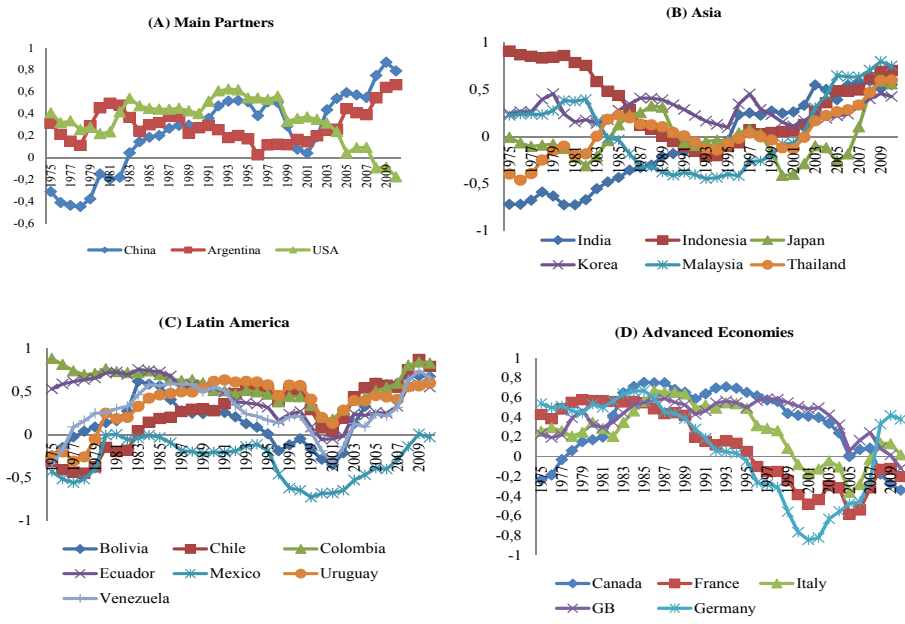 (A) Main Partners
1
0,8
0,6
0,4
0,2
0
-0,2
-0,4
-0,6
1975 1977 1979 1981 1983 1985 1987 1989 1991 1993 1995 1997 1999 2001 2003 2005 2007 2009
China Argentina USA
(B) Asia
1
0,5
0
-0,5
-1
1975 1977 1979 1981 1983 1985 1987 1989 1991 1993 1995 1997 1999 2001 2003 2005 2007 2009
India Indonesia Japan
Korea Malaysia Thailand
(C) Latin America
1
0,5
0
-0,5
-1
1975 1977 1979 1981 1983 1985 1987 1989 1991 1993 1995 1997 1999 2001 2003 2005 2007 2009
Bolivia Chile Colombia
Ecuador Mexico Uruguay
Venezuela
(D) Advanced Economies
1
0,8
0,6
0,4
0,2
0
-0,2
-0,4
-0,6
-0,8
-1
1975 1977 1979 1981 1983 1985 1987 1989 1991 1993 1995 1997 1999 2001 2003 2005 2007 2009
Canada France Italy
GB Germany